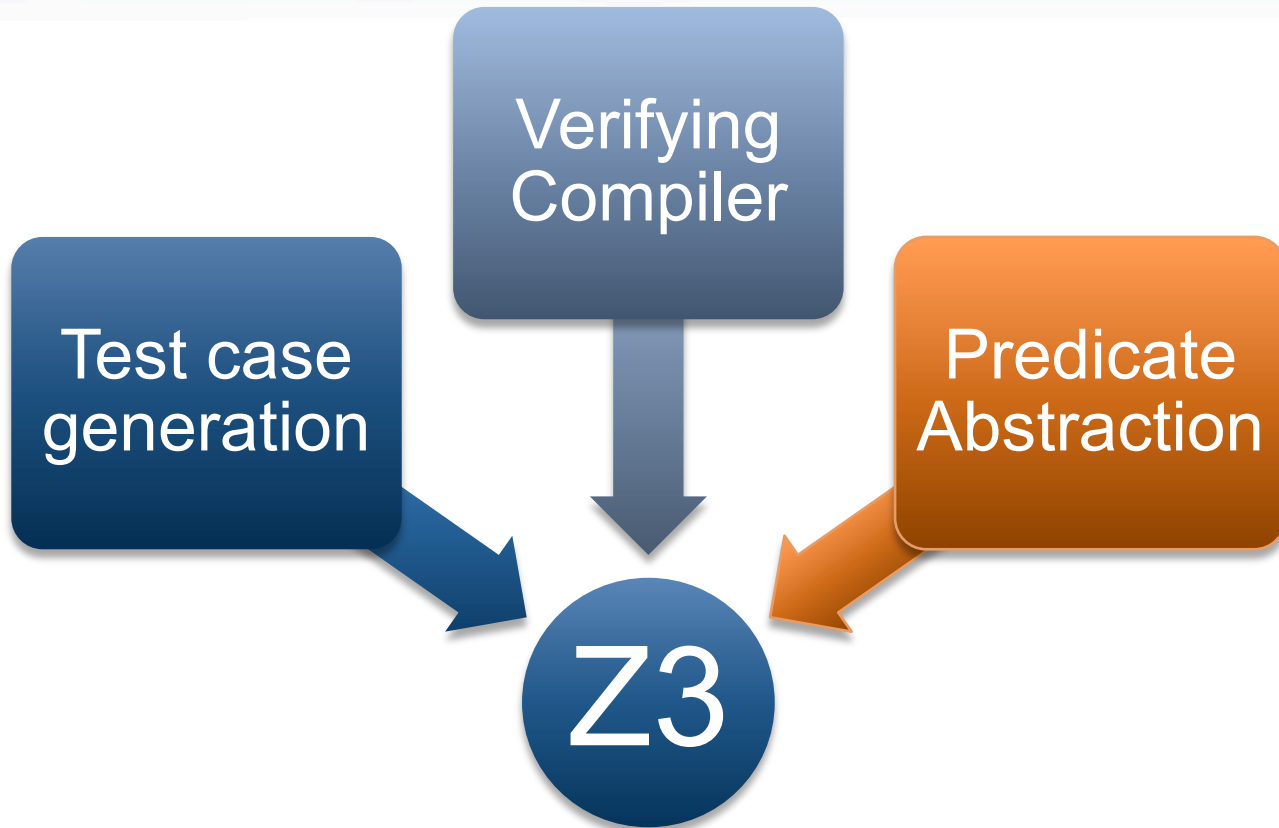 Verifying
Compiler
Test case
generation
Predicate
Abstraction
Z3